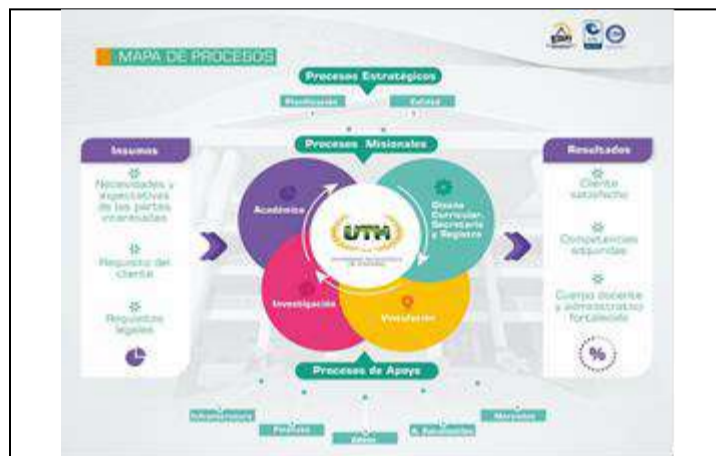 MAPA DE PROCESOS
Procesos Estratégicos
Planificación
Calidad
Insumos
Necesidades y
expectativas
de las partes
interesadas
Requisito del
cliente
Requisitos
legales
Procesos Misionales
Académico
Diseño
Curricular,
Secretaría
y Registro
UTH
Investigación
Vinculación
Resultados
Cliente
satisfecho
Competencias
adquiridas
Cuerpo docente
y administrativo
fortalecido
%
Procesos de Apoyo
Infraestructura
Finanzas
Mercadeo